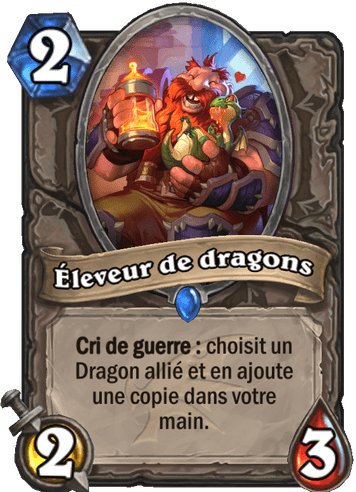 2
Éleveur de dragons
Cri de guerre : choisit un
Dragon allié et en ajoute
une copie dans votre
main.
2
3